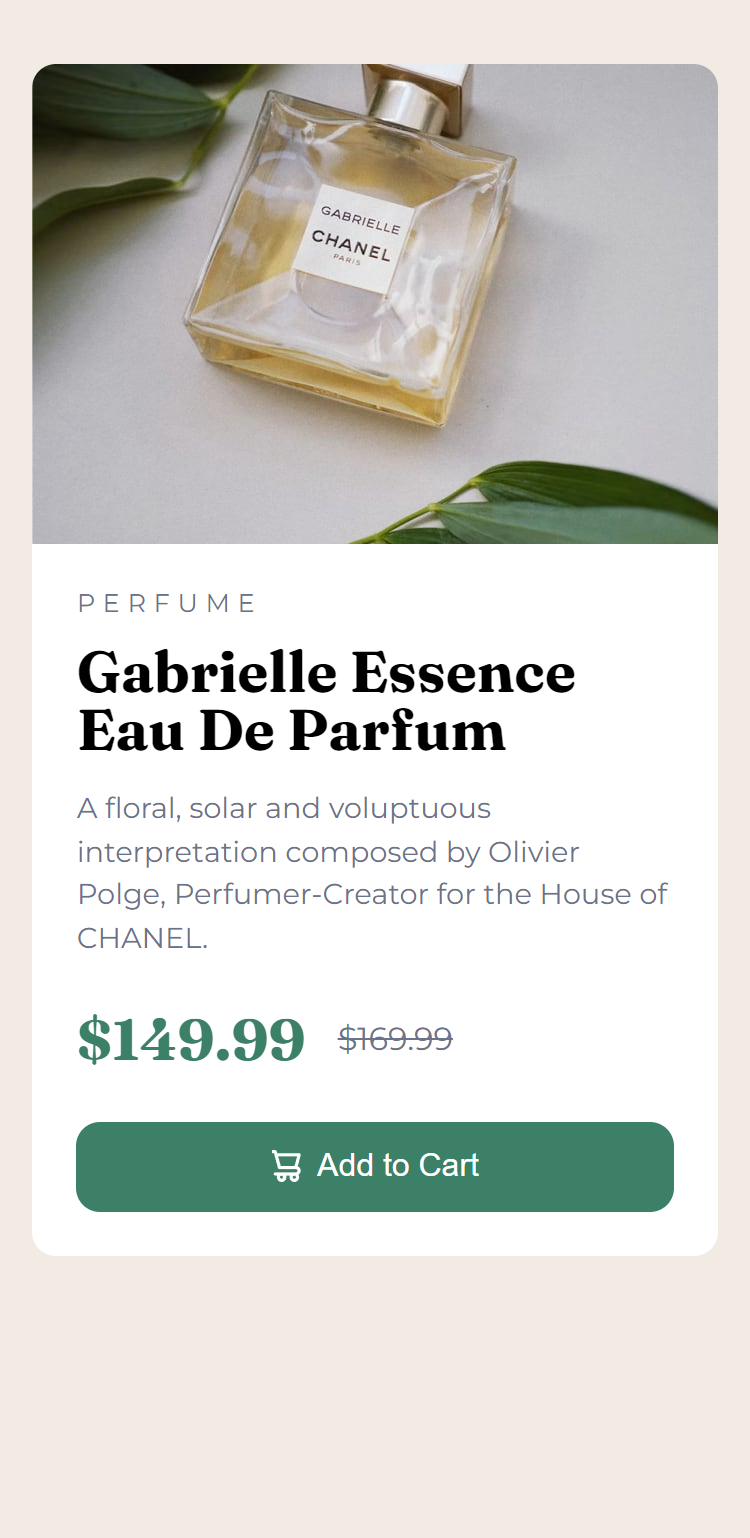 GABRIELLE
CHANEL
PARIS
PERFUME
Gabrielle Essence
Eau De Parfum
A floral, solar and voluptuous
interpretation composed by Olivier
Polge, Perfumer-Creator for the House of
CHANEL.
$149.99 $169.99
Add to Cart